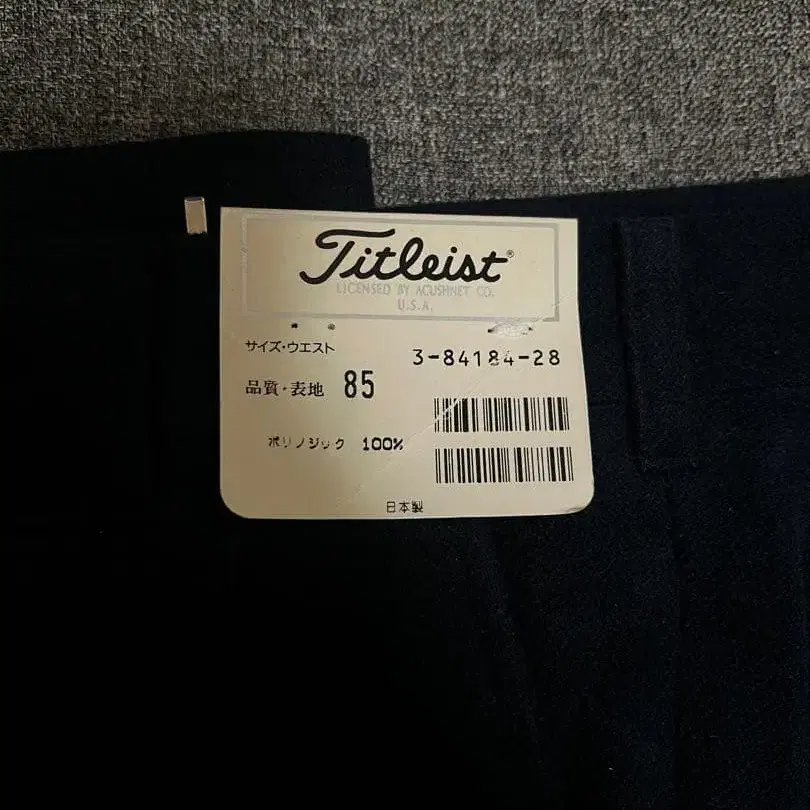 Titleist®
LICENSED BY ACUSHNET CO.
U.S.A.
サイズ・ウエスト
3-84184-28
品質・表地 85
ポリノジック 100%
日本製